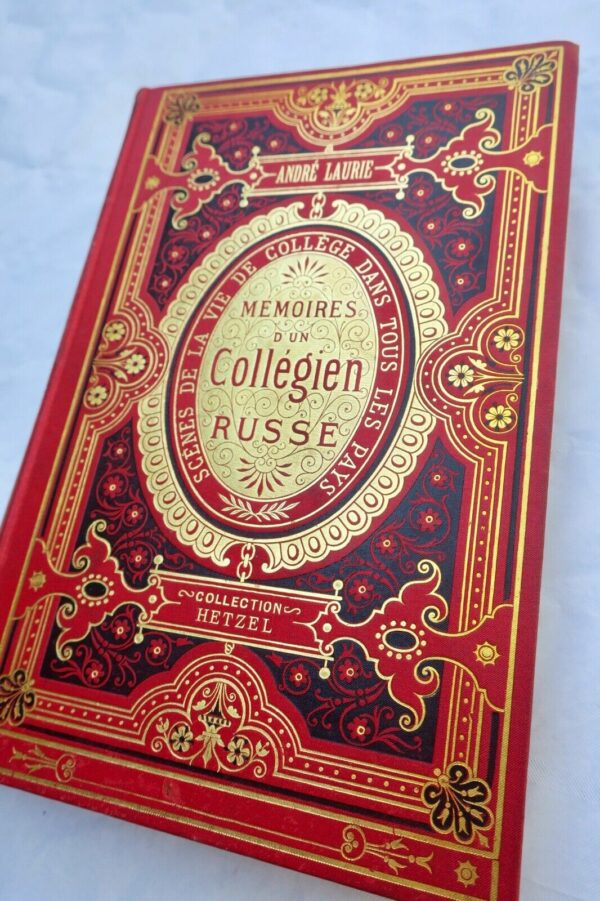 ANDRÉ LAURIE
SCÈNES DE LA VIE DE COLLÈGE DANS TOUS LES PAYS
MÉMOIRES
D'UN
Collégien
RUSSE
COLLECTION
HETZEL